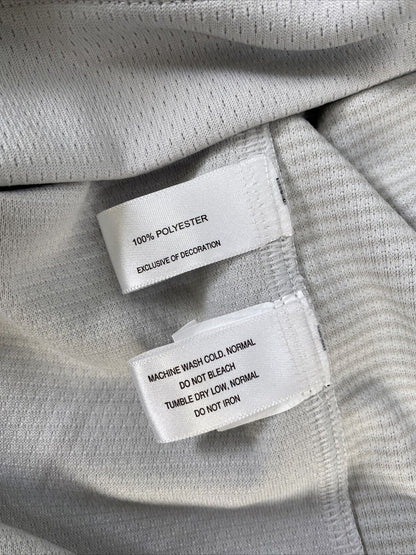 100% POLYESTER
EXCLUSIVE OF DECORATION
MACHINE WASH COLD, NORMAL
DO NOT BLEACH
TUMBLE DRY LOW, NORMAL
DO NOT IRON